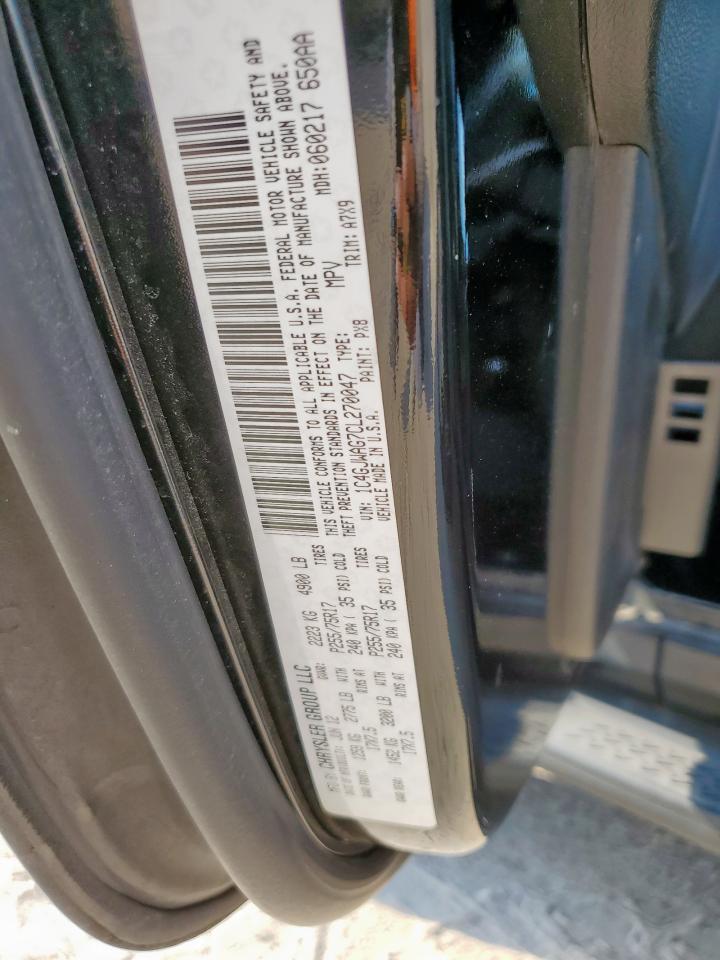 MFD BY: CHRYSLER GROUP LLC
DATE OF MANUFACTURE: JUN 12 GVWR: 2223 KG 4900 LB
GAWR FRONT: 1259 KG 2775 LB WITH P255/75R17 TIRES
17X7.5 RIMS AT 240 KPA ( 35 PSI) COLD
GAWR REAR: 1452 KG 3200 LB WITH P255/75R17 TIRES
17X7.5 RIMS AT 240 KPA ( 35 PSI) COLD
THIS VEHICLE CONFORMS TO ALL APPLICABLE U.S.A. FEDERAL MOTOR VEHICLE SAFETY AND
THEFT PREVENTION STANDARDS IN EFFECT ON THE DATE OF MANUFACTURE SHOWN ABOVE.
VIN: 1C4GJWAG7CL270047 TYPE: MPV MDH: 060217 650AA
VEHICLE MADE IN U.S.A. PAINT: PX8 TRIM: A7X9